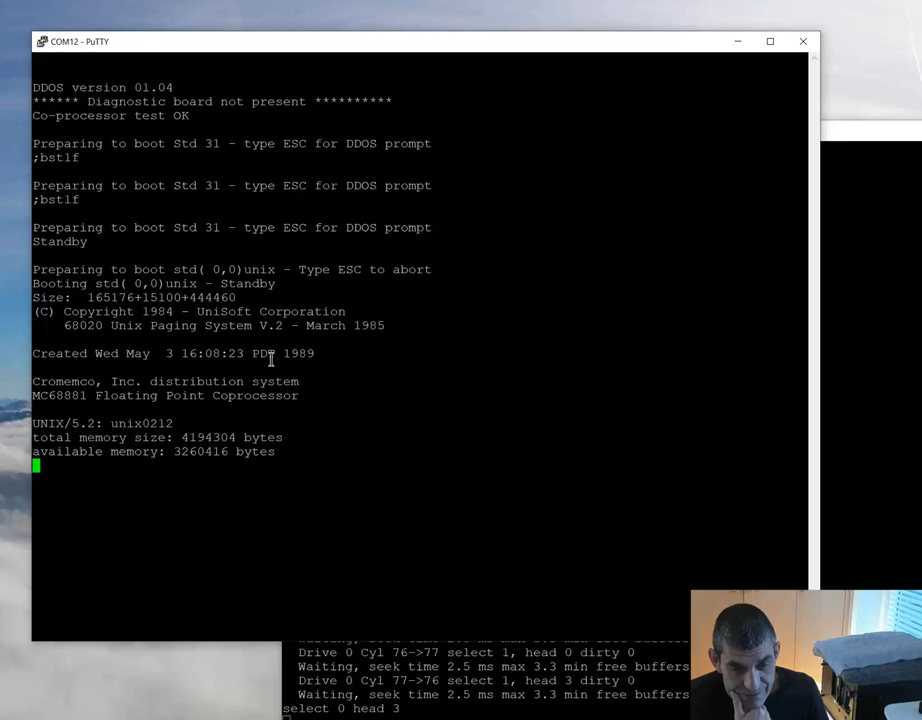 COM12 - PuTTY
DDOS version 01.04
****** Diagnostic board not present **********
Co-processor test OK
Preparing to boot Std 31 - type ESC for DDOS prompt
;bstlf
Preparing to boot Std 31 - type ESC for DDOS prompt
;bstlf
Preparing to boot Std 31 - type ESC for DDOS prompt
Standby
Preparing to boot std( 0,0)unix - Type ESC to abort
Booting std( 0,0)unix - Standby
Size:  165176+15100+444460
(C) Copyright 1984 - UniSoft Corporation
    68020 Unix Paging System V.2 - March 1985
Created Wed May  3 16:08:23 PDT 1989
Cromemco, Inc. distribution system
MC68881 Floating Point Coprocessor
UNIX/5.2: unix0212
total memory size: 4194304 bytes
available memory: 3260416 bytes
Drive 0 Cyl 76->77 select 1, head 3 dirty 0
Waiting, seek time 2.5 ms max 3.3 min free buffers
Drive 0 Cyl 77->76 select 1, head 3 dirty 0
Waiting, seek time 2.5 ms max 3.3 min free buffers
select 0 head 3